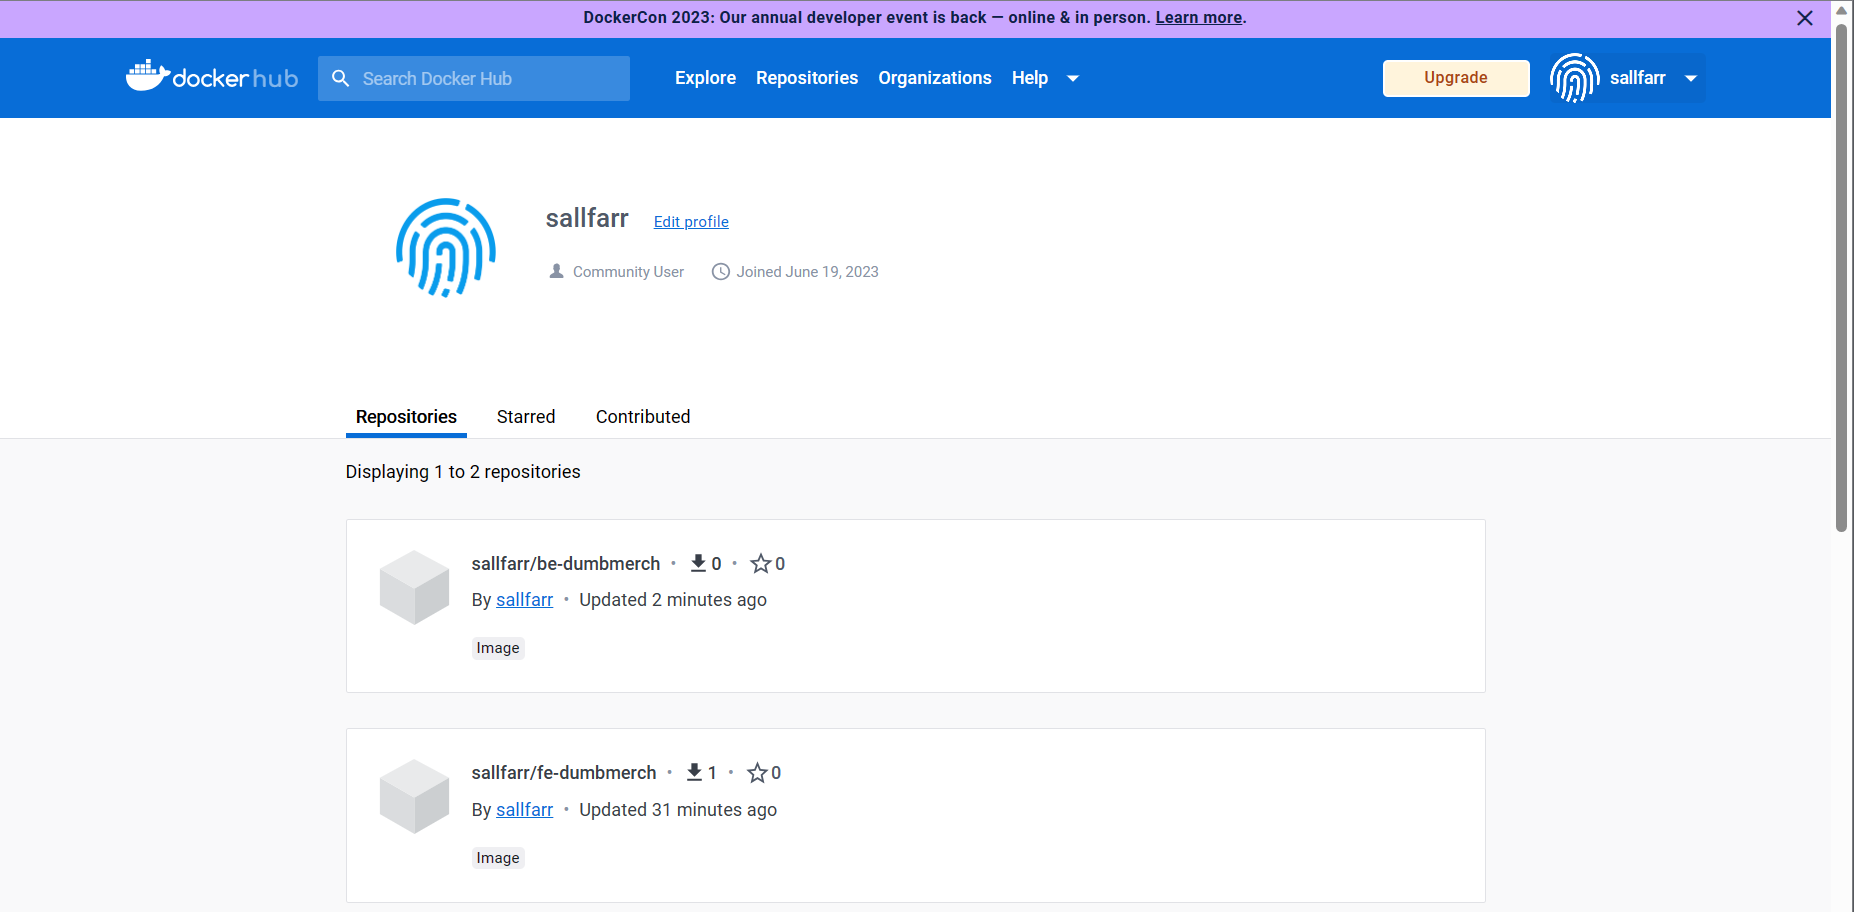 DockerCon 2023: Our annual developer event is back — online & in person. Learn more.
dockerhub Search Docker Hub Explore Repositories Organizations Help Upgrade sallfarr
sallfarr Edit profile
Community User Joined June 19, 2023
Repositories Starred Contributed
Displaying 1 to 2 repositories
sallfarr/be-dumbmerch • 0 • 0
By sallfarr • Updated 2 minutes ago
Image
sallfarr/fe-dumbmerch • 1 • 0
By sallfarr • Updated 31 minutes ago
Image